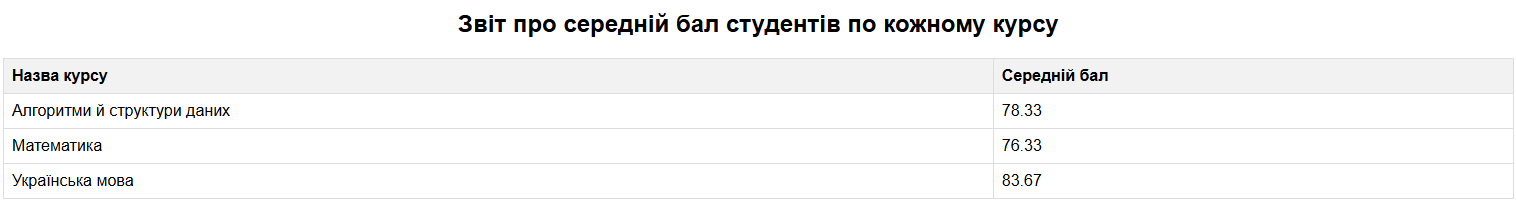 Звіт про середній бал студентів по кожному курсу
Назва курсу Середній бал
Алгоритми й структури даних 78.33
Математика 76.33
Українська мова 83.67